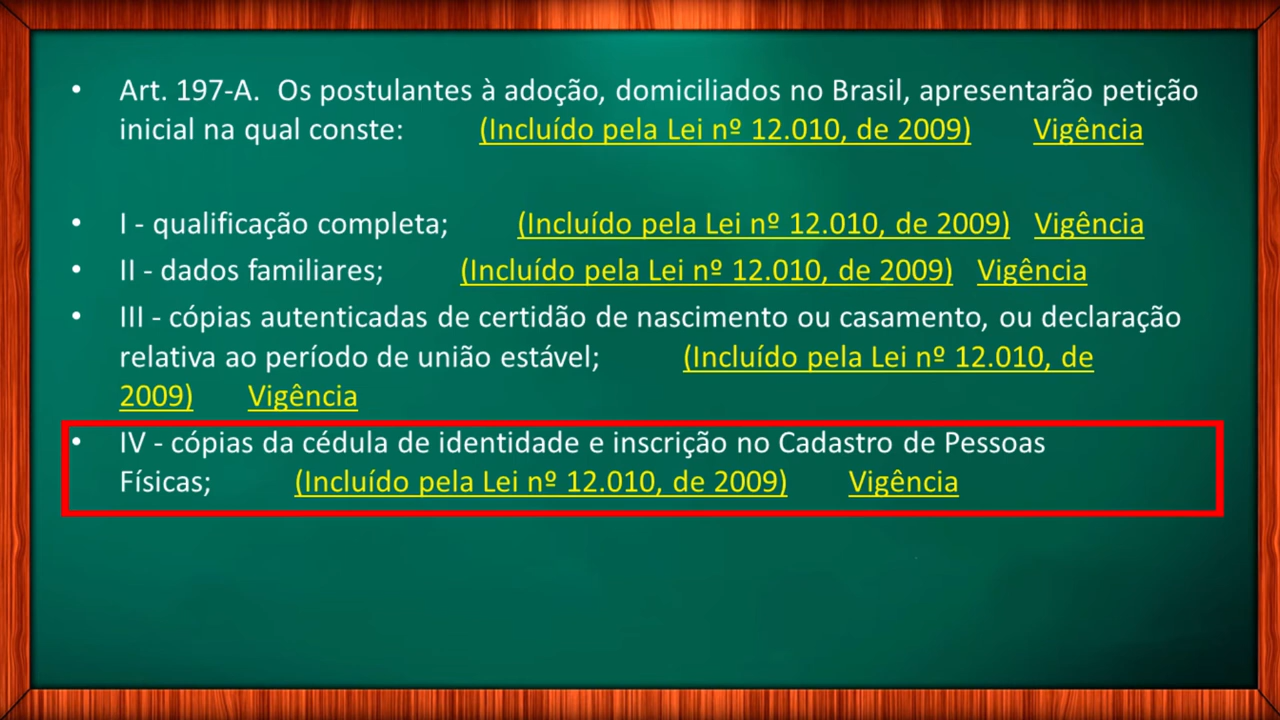 • Art. 197-A.  Os postulantes à adoção, domiciliados no Brasil, apresentarão petição
inicial na qual conste: (Incluído pela Lei nº 12.010, de 2009) Vigência
• I - qualificação completa; (Incluído pela Lei nº 12.010, de 2009) Vigência
• II - dados familiares; (Incluído pela Lei nº 12.010, de 2009) Vigência
• III - cópias autenticadas de certidão de nascimento ou casamento, ou declaração
relativa ao período de união estável; (Incluído pela Lei nº 12.010, de
2009) Vigência
• IV - cópias da cédula de identidade e inscrição no Cadastro de Pessoas
Físicas; (Incluído pela Lei nº 12.010, de 2009) Vigência